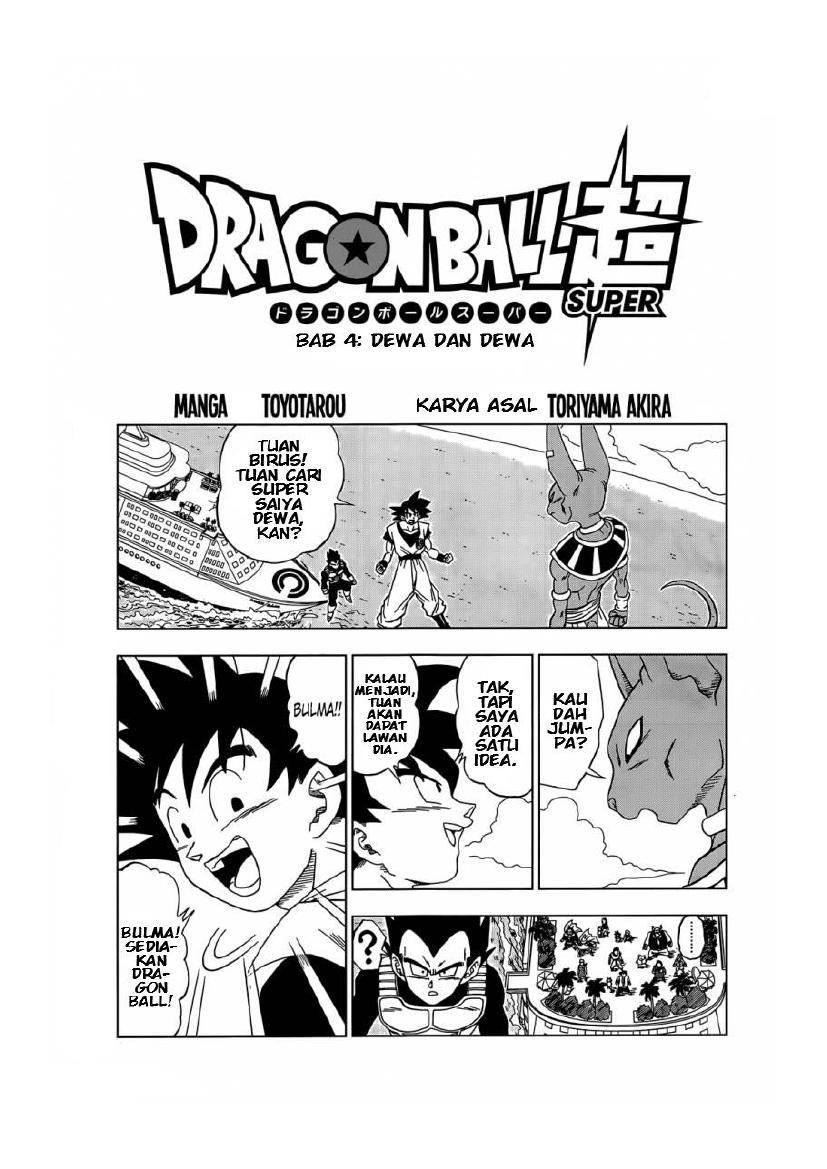 DRAGON BALL 超
SUPER
ドラゴンボールスーパー
BAB 4: DEWA DAN DEWA
MANGA TOYOTAROU KARYA ASAL TORIYAMA AKIRA
TUAN
BIRUS!
TUAN CARI
SUPER
SAIYA
DEWA,
KAN?
KAU
DAH
JUM-
PA?
TAK,
TAPI
SAYA
ADA
SATU
IDEA.
KALAU
MENJADI,
TUAN
AKAN
DAPAT
LAWAN
DIA.
BULMA!!
BULMA!
SEDIA-
KAN
DRA-
GON
BALL!
………
?